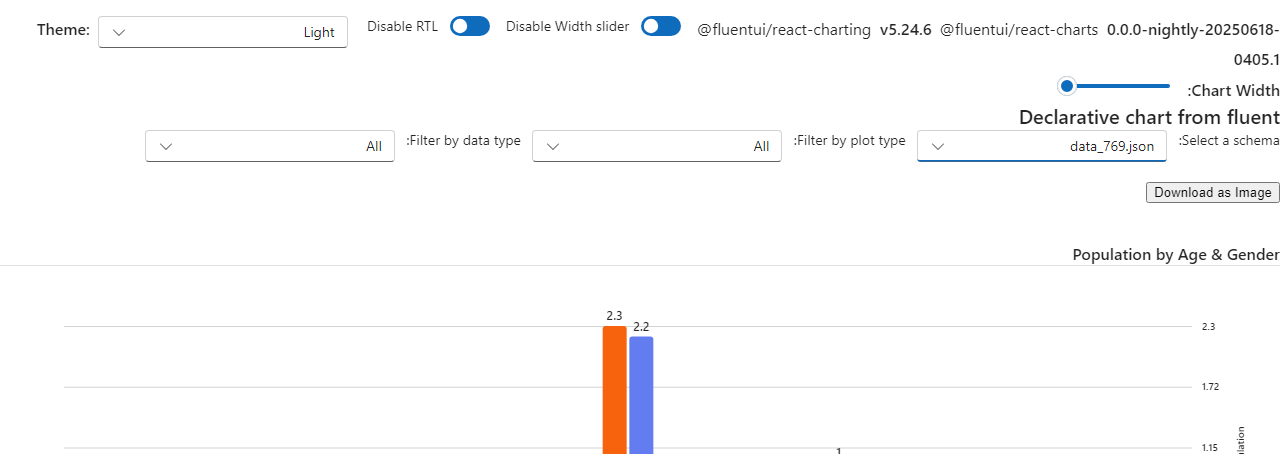 Theme: Light Disable RTL Disable Width slider @fluentui/react-charting v5.24.6 @fluentui/react-charts 0.0.0-nightly-20250618-
0405.1
:Chart Width
Declarative chart from fluent
All :Filter by data type All :Filter by plot type data_769.json :Select a schema
Download as Image
Population by Age & Gender
2.3
2.2
2.3
1.72
1.15
1